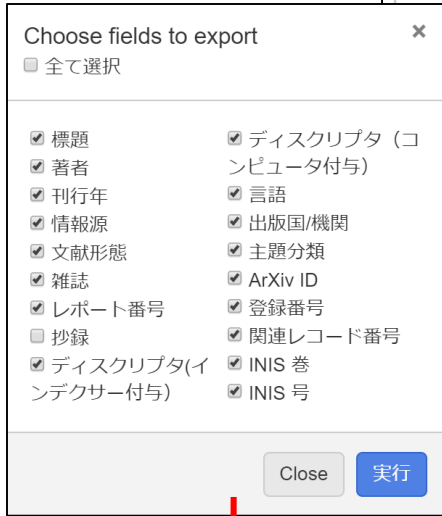 Choose fields to export
×
全て選択
標題
著者
刊行年
情報源
文献形態
雑誌
レポート番号
抄録
ディスクリプタ(イ
ンデクサー付与)
ディスクリプタ（コ
ンピュータ付与）
言語
出版国/機関
主題分類
ArXiv ID
登録番号
関連レコード番号
INIS 巻
INIS 号
Close
実行